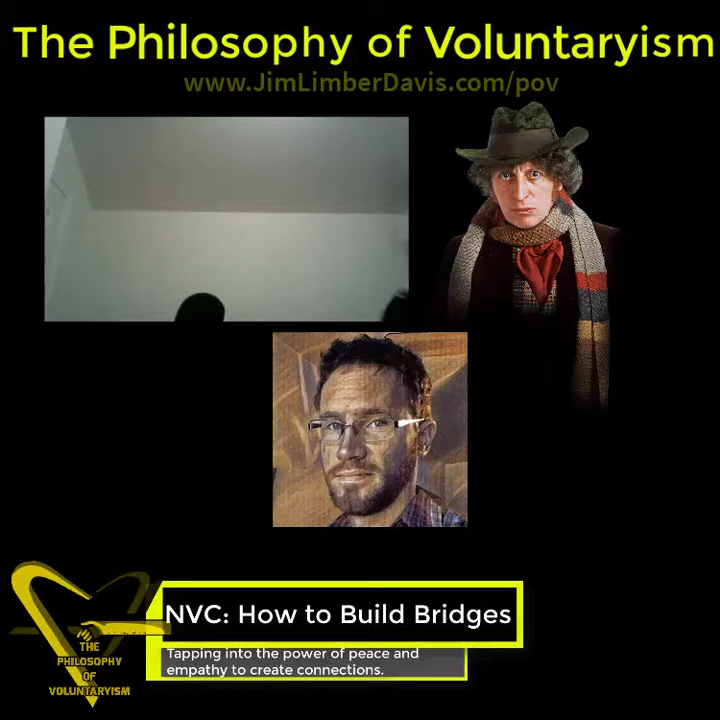 The Philosophy of Voluntaryism
www.JimLimberDavis.com/pov
NVC: How to Build Bridges
Tapping into the power of peace and
empathy to create connections.
THE
PHILOSOPHY
OF
VOLUNTARYISM